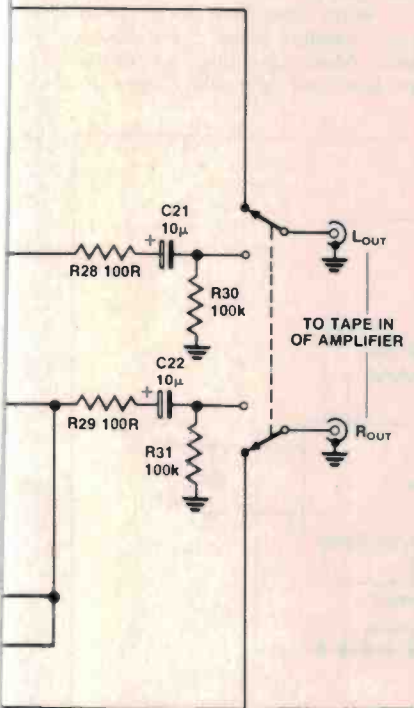 C21
10μ
R28 100R
R30
100k
LOUT
TO TAPE IN
OF AMPLIFIER
C22
10μ
R29 100R
R31
100k
ROUT